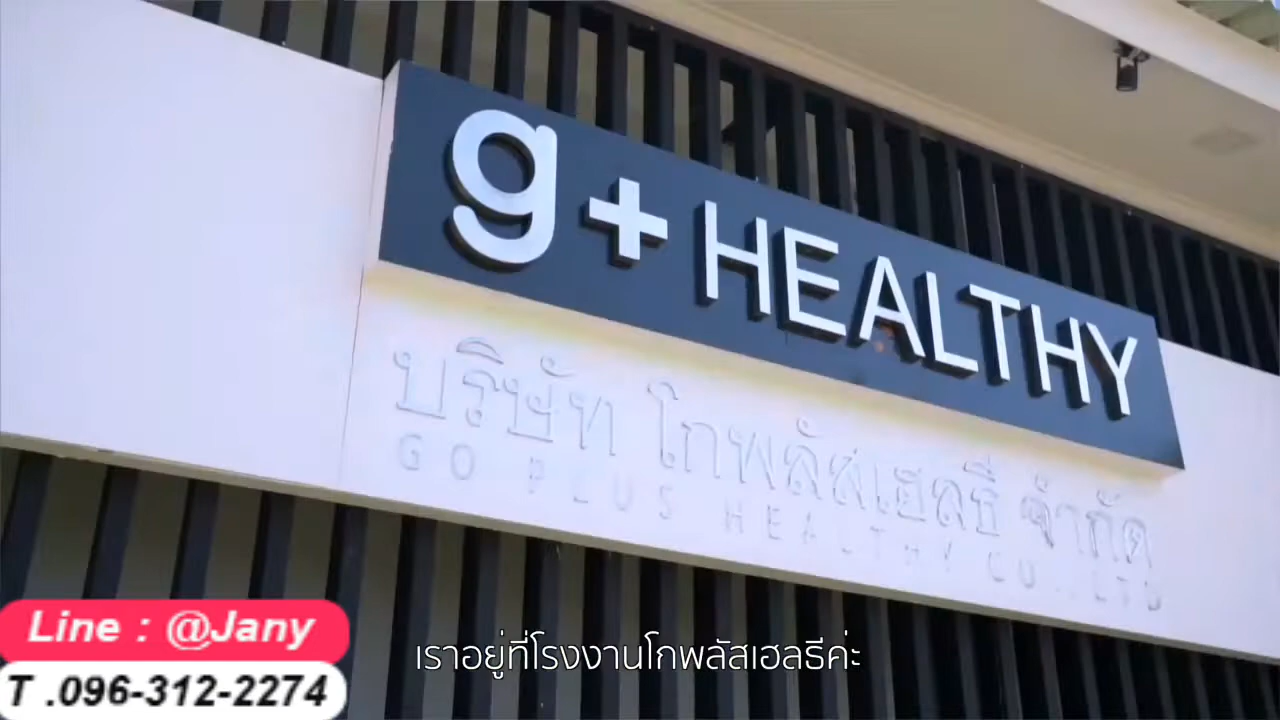 g+ HEALTHY
บริษัท โกพลัสเฮลธี จำกัด
GO PLUS HEALTHY CO.,LTD
เราอยู่ที่โรงงานโกพลัสเฮลธีค่ะ
Line : @Jany
T .096-312-2274